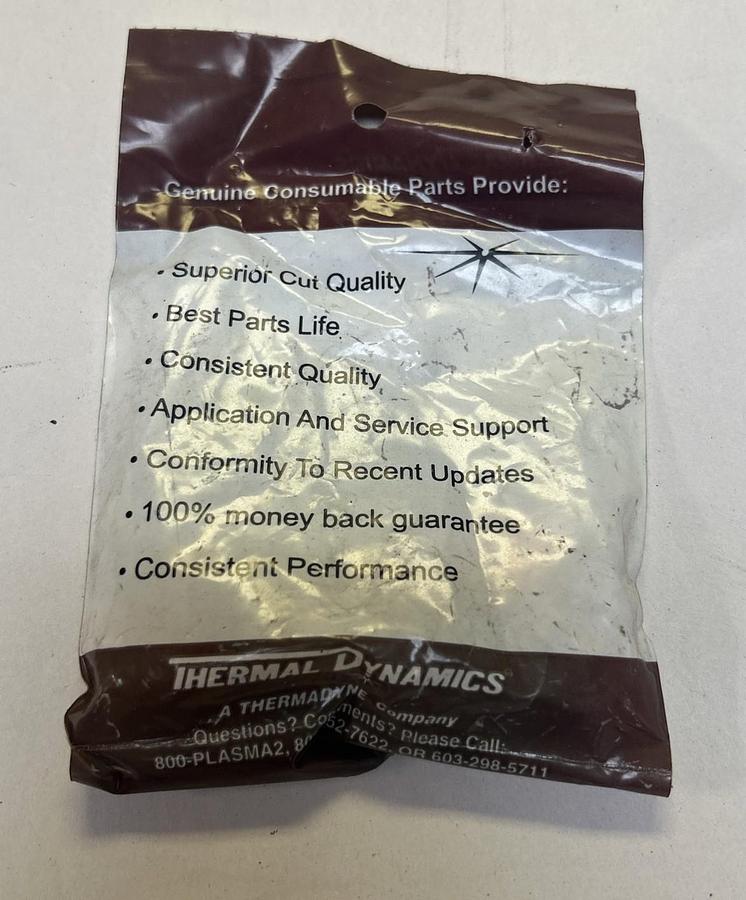 Genuine Consumable Parts Provide:
• Superior Cut Quality
• Best Parts Life
• Consistent Quality
• Application And Service Support
• Conformity To Recent Updates
• 100% money back guarantee
• Consistent Performance
THERMAL DYNAMICS
A THERMADYNE Company
Questions? Please Call:
800-PLASMA2, OR 603-298-5711